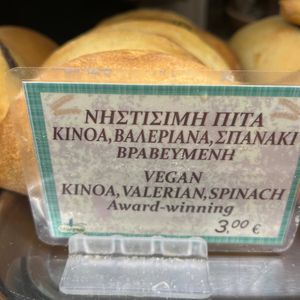 ΝΗΣΤΙΣΙΜΗ ΠΙΤΑ
ΚΙΝΟΑ,ΒΑΛΕΡΙΑΝΑ,ΣΠΑΝΑΚΙ
ΒΡΑΒΕΥΜΕΝΗ
VEGAN
KINOA,VALERIAN,SPINACH
Award-winning
3,00 €